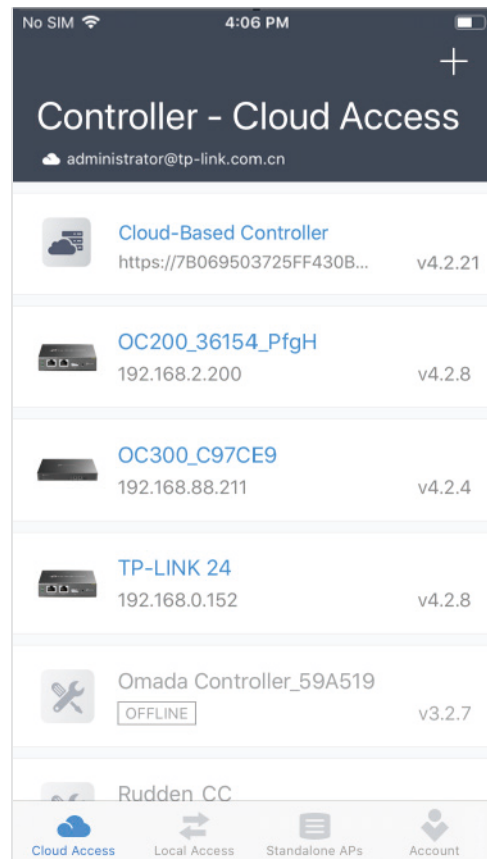 No SIM 4:06 PM
Controller - Cloud Access
administrator@tp-link.com.cn
Cloud-Based Controller
https://7B069503725FF430B... v4.2.21
OC200_36154_PfgH
192.168.2.200 v4.2.8
OC300_C97CE9
192.168.88.211 v4.2.4
TP-LINK 24
192.168.0.152 v4.2.8
Omada Controller_59A519
OFFLINE v3.2.7
Rudden_CC
Cloud Access Local Access Standalone APs Account